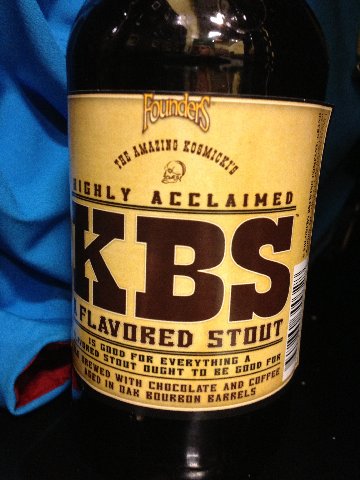 FOUNDERS
THE AMAZING KOSMICKI'S
HIGHLY ACCLAIMED
KBS
A FLAVORED STOUT
IS GOOD FOR EVERYTHING A
FLAVORED STOUT OUGHT TO BE GOOD FOR
BREWED WITH CHOCOLATE AND COFFEE
AGED IN OAK BOURBON BARRELS